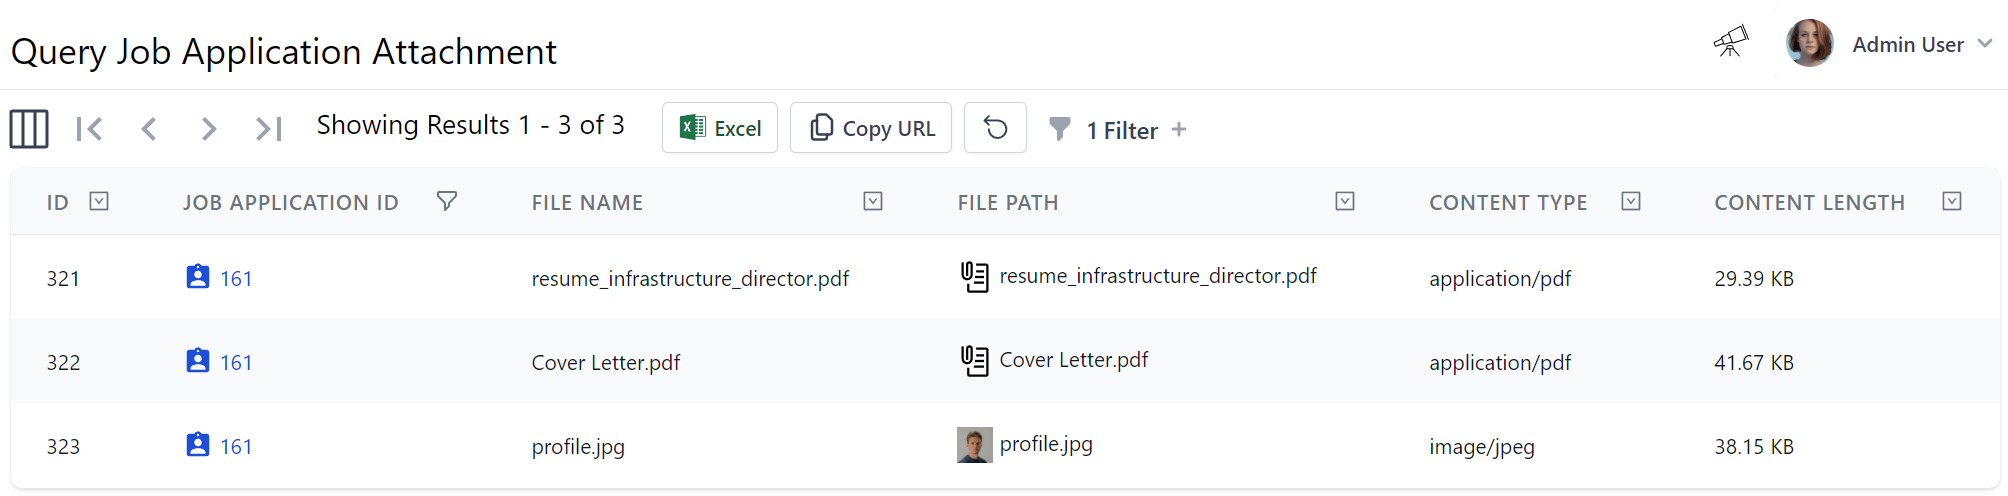 Query Job Application Attachment
Admin User
Showing Results 1 - 3 of 3
Excel
Copy URL
1 Filter +
ID JOB APPLICATION ID FILE NAME FILE PATH CONTENT TYPE CONTENT LENGTH
321 161 resume_infrastructure_director.pdf resume_infrastructure_director.pdf application/pdf 29.39 KB
322 161 Cover Letter.pdf Cover Letter.pdf application/pdf 41.67 KB
323 161 profile.jpg profile.jpg image/jpeg 38.15 KB